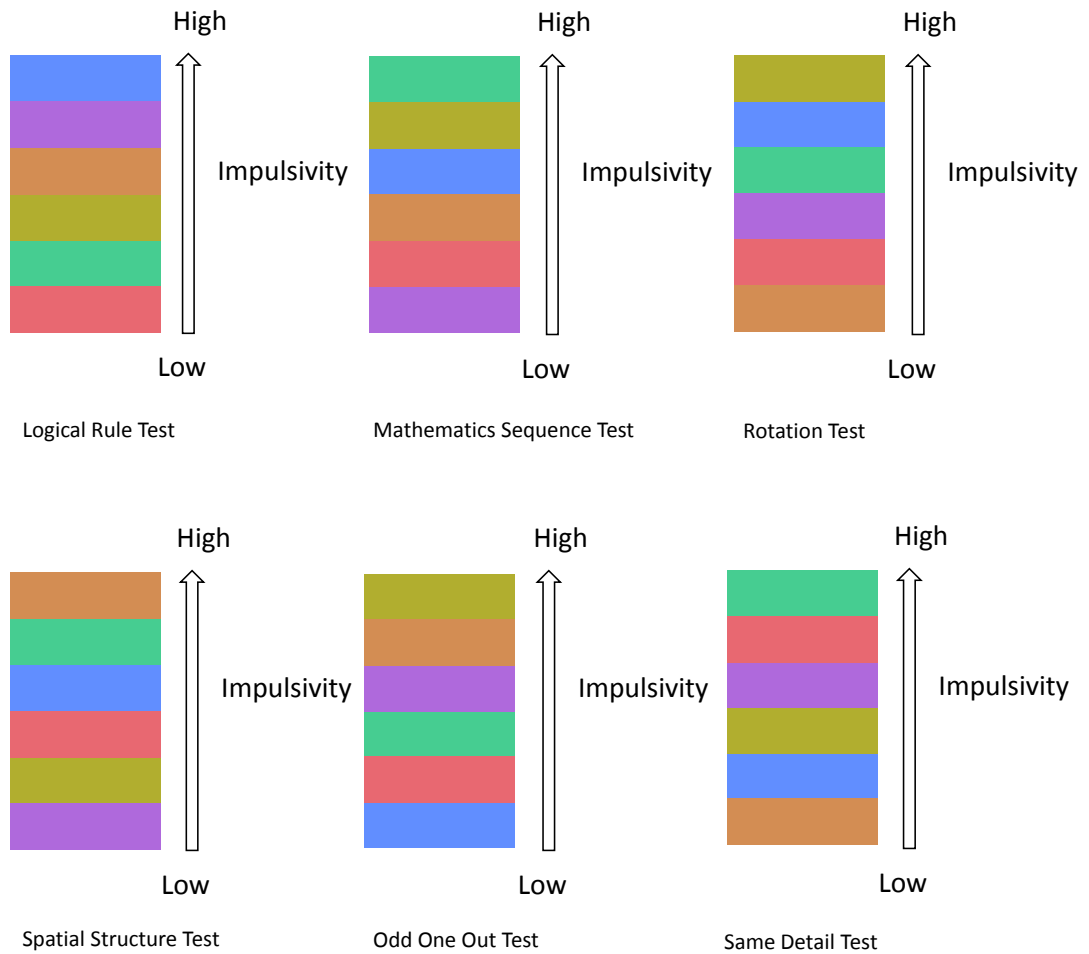 High
High
High
Impulsivity
Impulsivity
Impulsivity
Low
Low
Low
Logical Rule Test
Mathematics Sequence Test
Rotation Test
High
High
High
Impulsivity
Impulsivity
Impulsivity
Low
Low
Low
Spatial Structure Test
Odd One Out Test
Same Detail Test